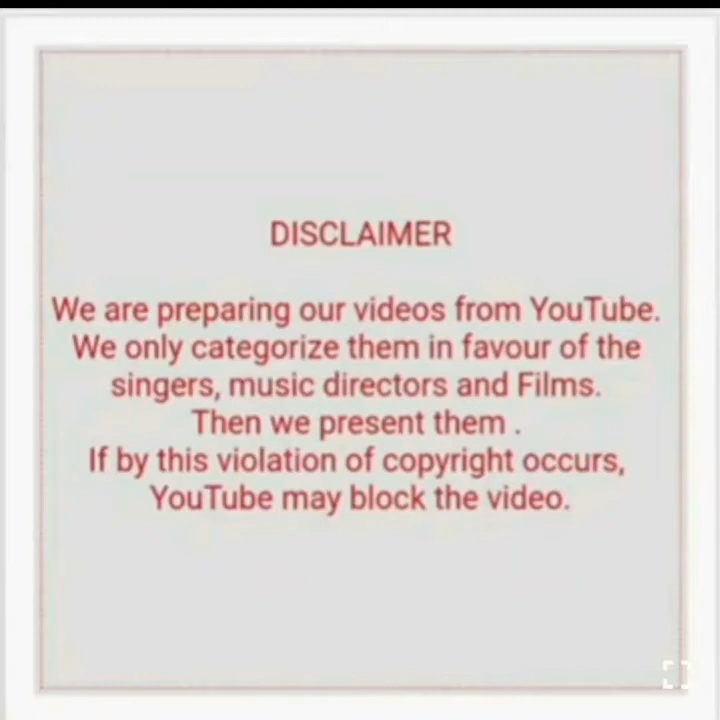 DISCLAIMER
We are preparing our videos from YouTube.
We only categorize them in favour of the
singers, music directors and Films.
Then we present them .
If by this violation of copyright occurs,
YouTube may block the video.